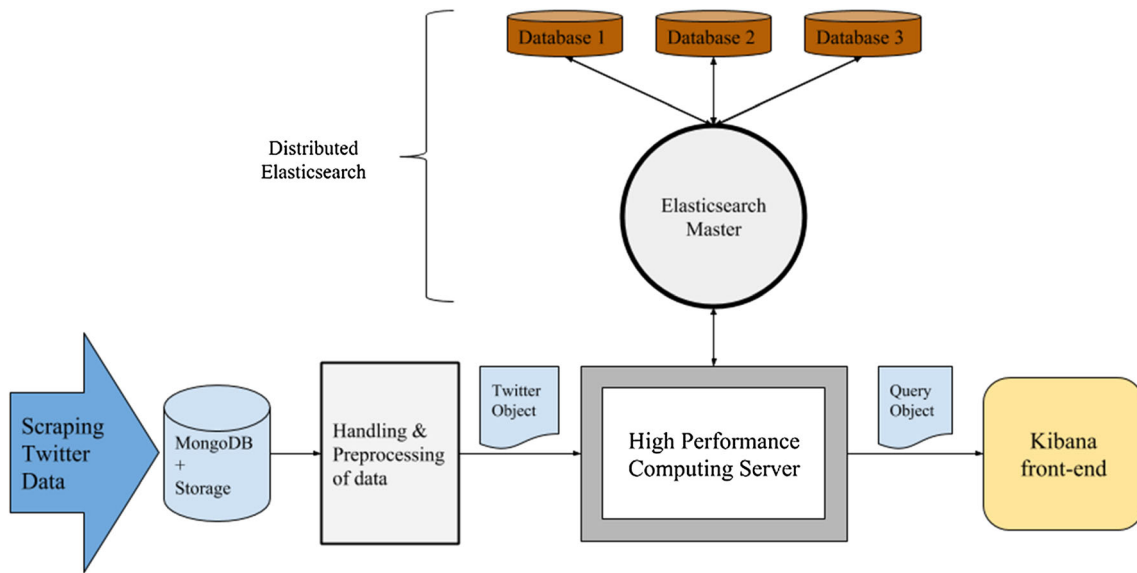 Database 1
Database 2
Database 3
Distributed
Elasticsearch
Elasticsearch
Master
Scraping
Twitter
Data
MongoDB
+
Storage
Handling &
Preprocessing
of data
Twitter
Object
High Performance
Computing Server
Query
Object
Kibana
front-end